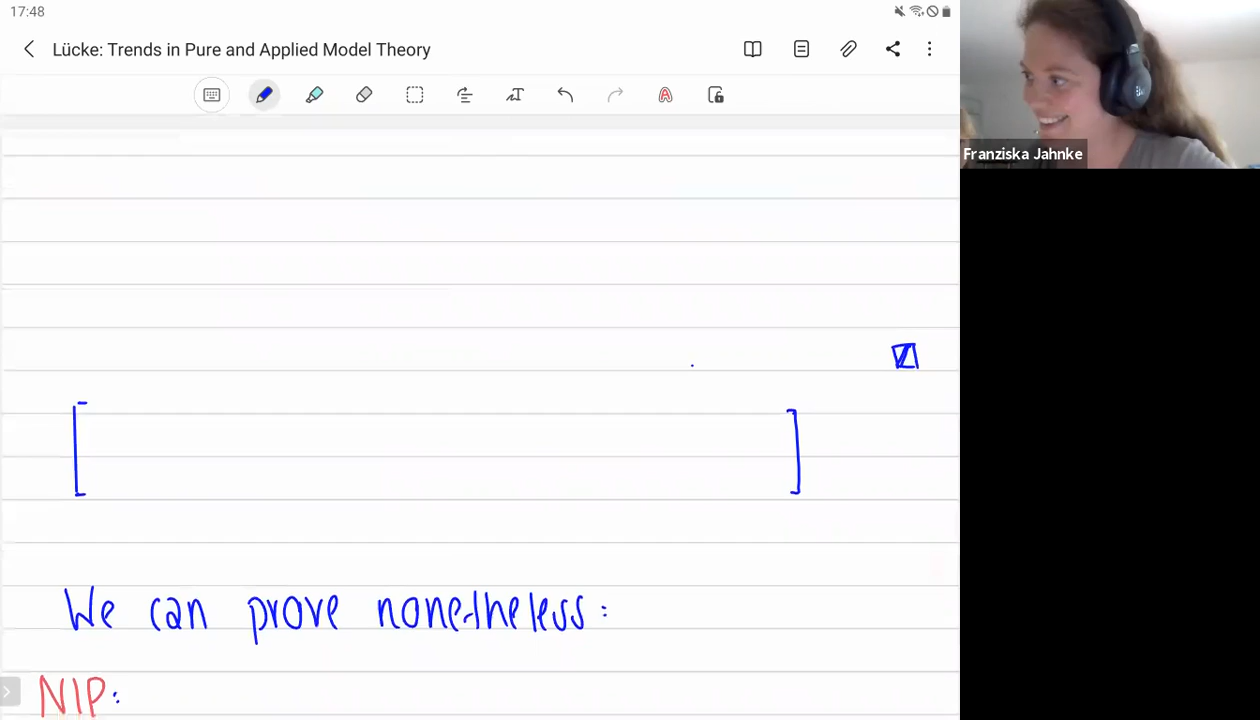 17:48
Lücke: Trends in Pure and Applied Model Theory
Franziska Jahnke
We can prove nonetheless:
NIP: